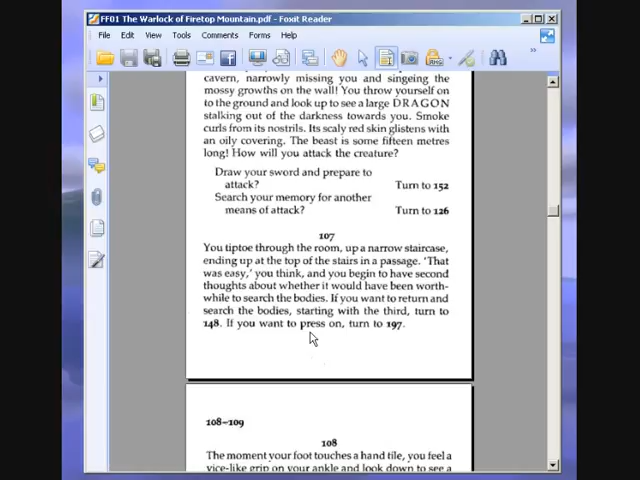 FF01 The Warlock of Firetop Mountain.pdf - Foxit Reader
File Edit View Tools Comments Forms Help
cavern, narrowly missing you and singeing the
mossy growths on the wall! You throw yourself on
to the ground and look up to see a large DRAGON
stalking out of the darkness towards you. Smoke
curls from its nostrils. Its scaly red skin glistens with
an oily covering. The beast is some fifteen metres
long! How will you attack the creature?
Draw your sword and prepare to
attack? Turn to 152
Search your memory for another
means of attack? Turn to 126
107
You tiptoe through the room, up a narrow staircase,
ending up at the top of the stairs in a passage. 'That
was easy,' you think, and you begin to have second
thoughts about whether it would have been worth-
while to search the bodies. If you want to return and
search the bodies, starting with the third, turn to
148. If you want to press on, turn to 197.
108–109
108
The moment your foot touches a hand tile, you feel a
vice-like grip on your ankle and look down to see a